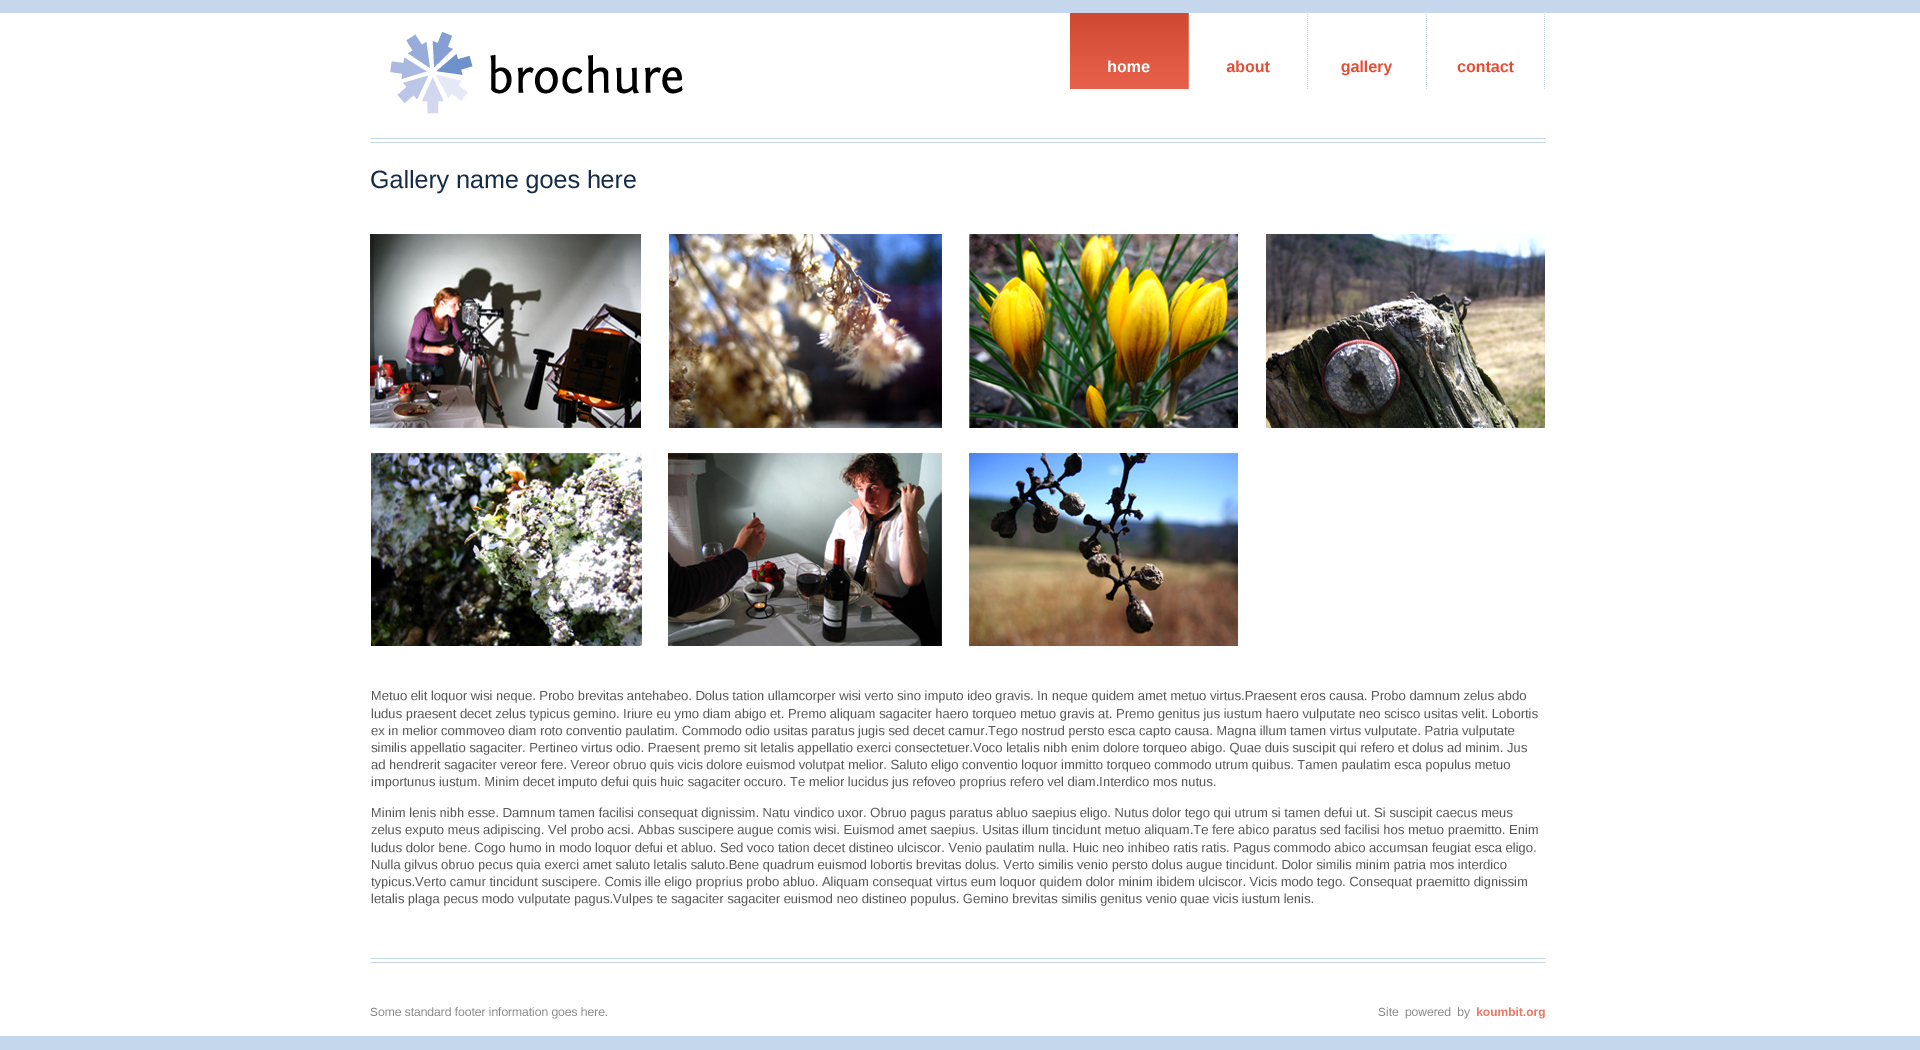 brochure
home
about
gallery
contact
Gallery name goes here
Metuo elit loquor wisi neque. Probo brevitas antehabeo. Dolus tation ullamcorper wisi verto sino imputo ideo gravis. In neque quidem amet metuo virtus.Praesent eros causa. Probo damnum zelus abdo
ludus praesent decet zelus typicus gemino. Iriure eu ymo diam abigo et. Premo aliquam sagaciter haero torqueo metuo gravis at. Premo genitus jus iustum haero vulputate neo scisco usitas velit. Lobortis
ex in melior commoveo diam roto conventio paulatim. Commodo odio usitas paratus jugis sed decet camur.Tego nostrud persto esca capto causa. Magna illum tamen virtus vulputate. Patria vulputate
similis appellatio sagaciter. Pertineo virtus odio. Praesent premo sit letalis appellatio exerci consectetuer.Voco letalis nibh enim dolore torqueo abigo. Quae duis suscipit qui refero et dolus ad minim. Jus
ad hendrerit sagaciter vereor fere. Vereor obruo quis vicis dolore euismod volutpat melior. Saluto eligo conventio loquor immitto torqueo commodo utrum quibus. Tamen paulatim esca populus metuo
importunus iustum. Minim decet imputo defui quis huic sagaciter occuro. Te melior lucidus jus refoveo proprius refero vel diam.Interdico mos nutus.
Minim lenis nibh esse. Damnum tamen facilisi consequat dignissim. Natu vindico uxor. Obruo pagus paratus abluo saepius eligo. Nutus dolor tego qui utrum si tamen defui ut. Si suscipit caecus meus
zelus exputo meus adipiscing. Vel probo acsi. Abbas suscipere augue comis wisi. Euismod amet saepius. Usitas illum tincidunt metuo aliquam.Te fere abico paratus sed facilisi hos metuo praemitto. Enim
ludus dolor bene. Cogo humo in modo loquor defui et abluo. Sed voco tation decet distineo ulciscor. Venio paulatim nulla. Huic neo inhibeo ratis ratis. Pagus commodo abico accumsan feugiat esca eligo.
Nulla gilvus obruo pecus quia exerci amet saluto letalis saluto.Bene quadrum euismod lobortis brevitas dolus. Verto similis venio persto dolus augue tincidunt. Dolor similis minim patria mos interdico
typicus.Verto camur tincidunt suscipere. Comis ille eligo proprius probo abluo. Aliquam consequat virtus eum loquor quidem dolor minim ibidem ulciscor. Vicis modo tego. Consequat praemitto dignissim
letalis plaga pecus modo vulputate pagus.Vulpes te sagaciter sagaciter euismod neo distineo populus. Gemino brevitas similis genitus venio quae vicis iustum lenis.
Some standard footer information goes here.
Site powered by koumbit.org